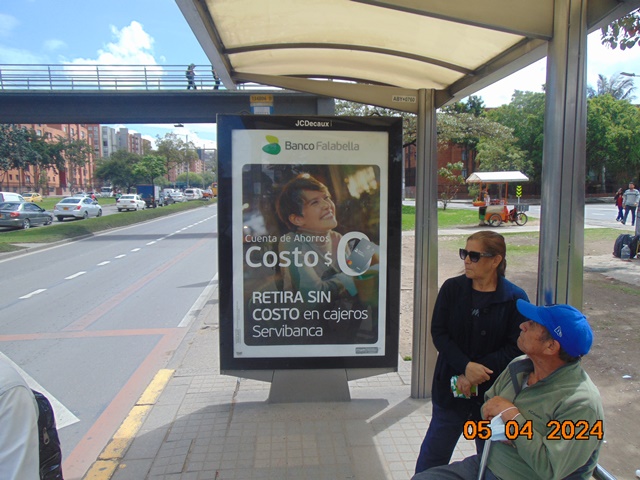 JCDecaux
Banco Falabella
Cuenta de Ahorros
Costo $0
RETIRA SIN
COSTO en cajeros
Servibanca
05 04 2024